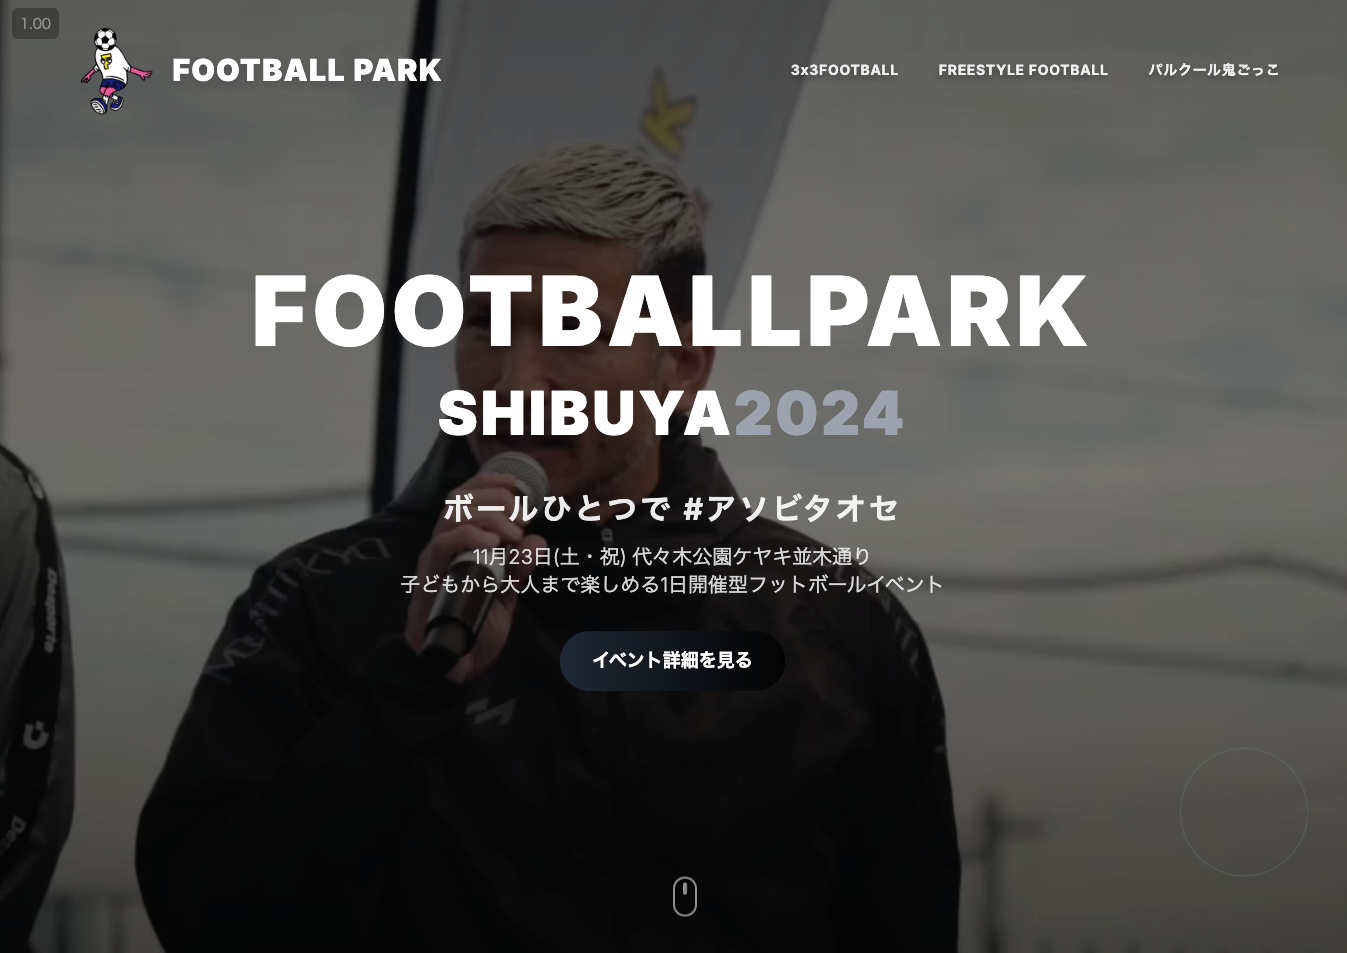 1.00
FOOTBALL PARK
3x3FOOTBALL
FREESTYLE FOOTBALL
パルクール鬼ごっこ
FOOTBALLPARK
SHIBUYA2024
ボールひとつで #アソビタオセ
11月23日(土・祝) 代々木公園ケヤキ並木通り
子どもから大人まで楽しめる1日開催型フットボールイベント
イベント詳細を見る